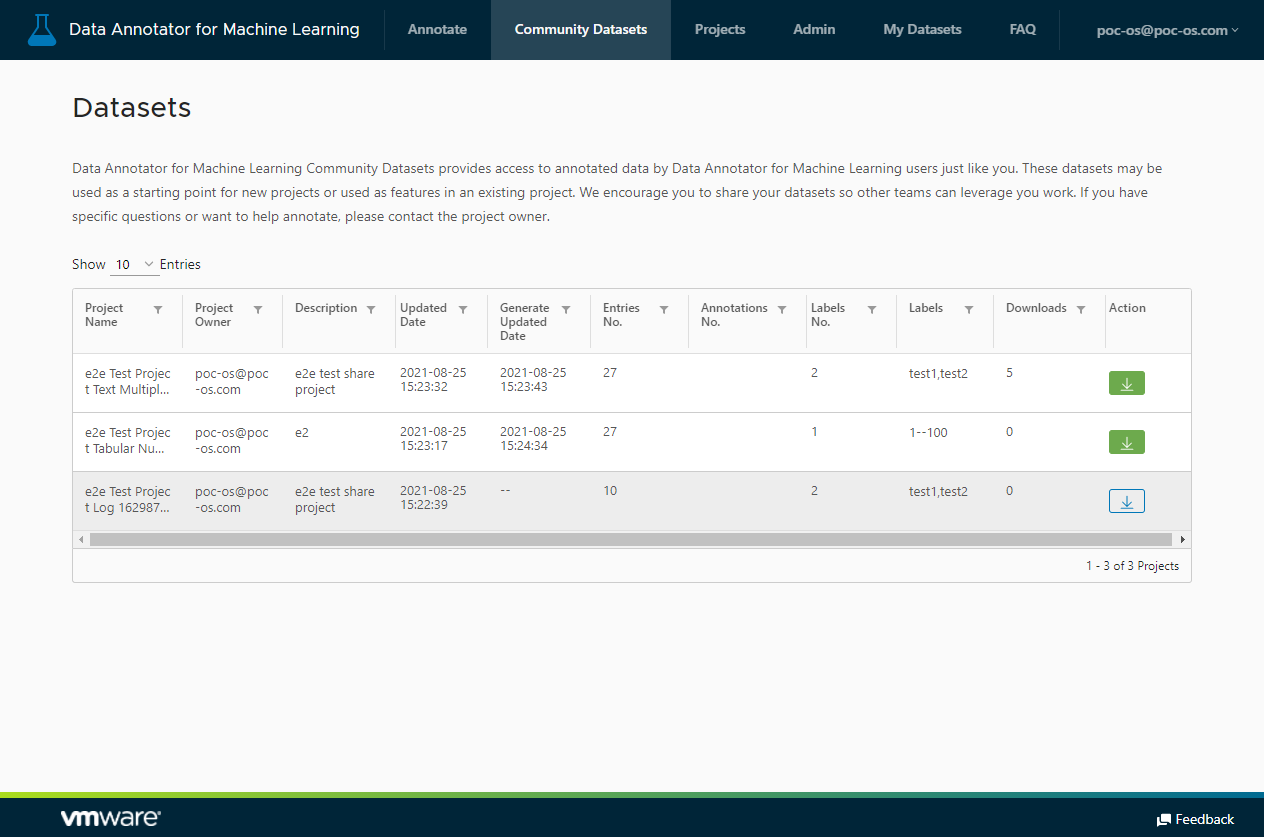 Data Annotator for Machine Learning Annotate Community Datasets Projects Admin My Datasets FAQ poc-os@poc-os.com
Datasets
Data Annotator for Machine Learning Community Datasets provides access to annotated data by Data Annotator for Machine Learning users just like you. These datasets may be
used as a starting point for new projects or used as features in an existing project. We encourage you to share your datasets so other teams can leverage you work. If you have
specific questions or want to help annotate, please contact the project owner.
Show 10 Entries
Project Project Description Updated Generate Entries Annotations Labels Labels Downloads Action
Name Owner Date Updated No. No. No.
Date
e2e Test Projec poc-os@poc e2e test share 2021-08-25 2021-08-25 27 2 test1,test2 5
t Text Multipl... -os.com project 15:23:32 15:23:43
e2e Test Projec poc-os@poc e2 2021-08-25 2021-08-25 27 1 1--100 0
t Tabular Nu... -os.com 15:23:17 15:24:34
e2e Test Projec poc-os@poc e2e test share 2021-08-25 -- 10 2 test1,test2 0
t Log 162987... -os.com project 15:22:39
1 - 3 of 3 Projects
vmware Feedback